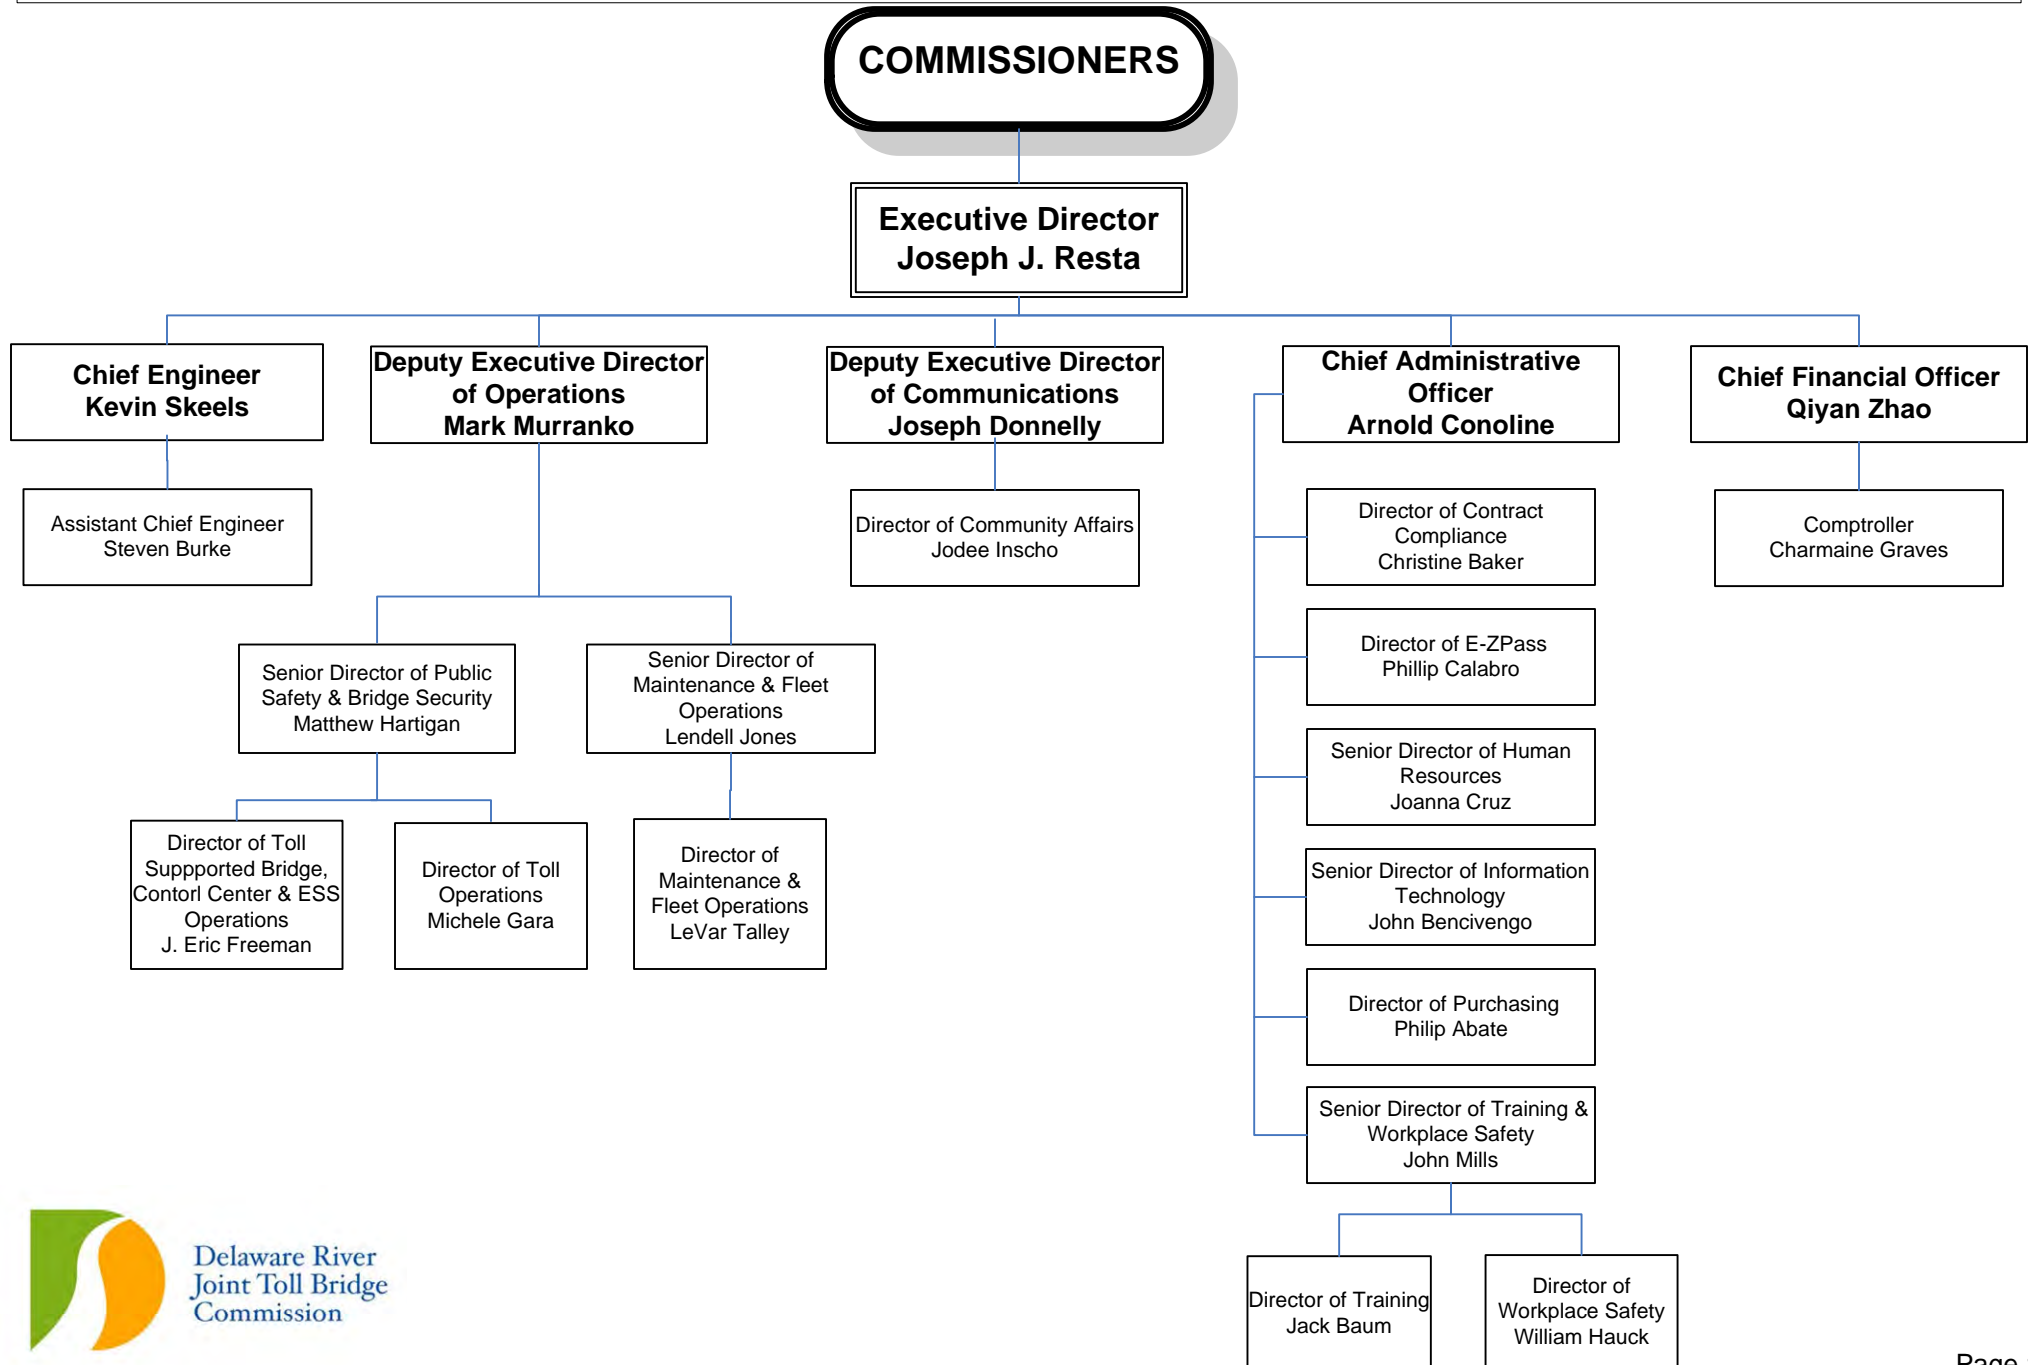 COMMISSIONERS
Executive Director
Joseph J. Resta
Chief Engineer
Kevin Skeels
Deputy Executive Director
of Operations
Mark Murranko
Deputy Executive Director
of Communications
Joseph Donnelly
Chief Administrative
Officer
Arnold Conoline
Chief Financial Officer
Qiyan Zhao
Assistant Chief Engineer
Steven Burke
Director of Community Affairs
Jodee Inscho
Director of Contract
Compliance
Christine Baker
Comptroller
Charmaine Graves
Director of E-ZPass
Phillip Calabro
Senior Director of Public
Safety & Bridge Security
Matthew Hartigan
Senior Director of
Maintenance & Fleet
Operations
Lendell Jones
Senior Director of Human
Resources
Joanna Cruz
Director of Toll
Suppported Bridge,
Contorl Center & ESS
Operations
J. Eric Freeman
Director of Toll
Operations
Michele Gara
Director of
Maintenance &
Fleet Operations
LeVar Talley
Senior Director of Information
Technology
John Bencivengo
Director of Purchasing
Philip Abate
Senior Director of Training &
Workplace Safety
John Mills
Director of Training
Jack Baum
Director of
Workplace Safety
William Hauck
Delaware River
Joint Toll Bridge
Commission
Page